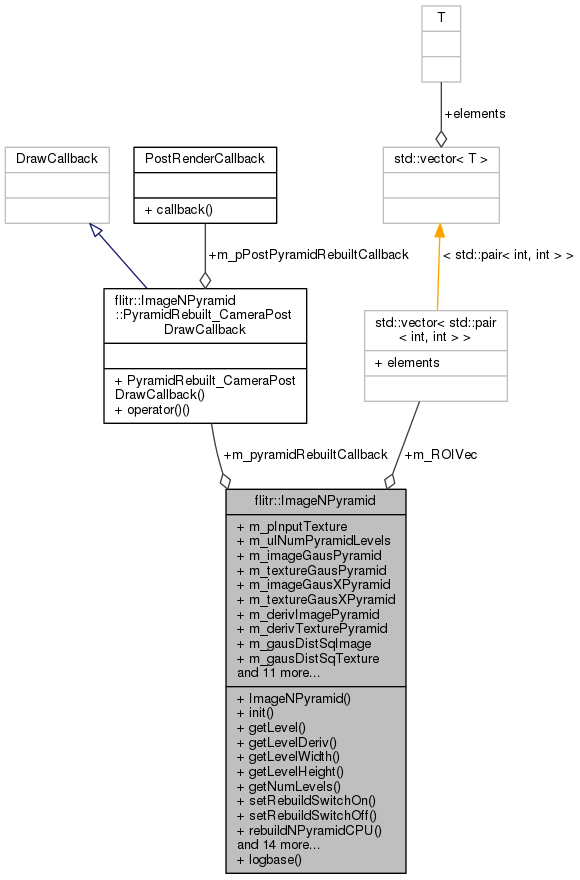 T
+elements
DrawCallback
PostRenderCallback
+ callback()
std::vector< T >
+m_pPostPyramidRebuiltCallback
< std::pair< int, int > >
flitr::ImageNPyramid
::PyramidRebuilt_CameraPost
DrawCallback
+ PyramidRebuilt_CameraPost
DrawCallback()
+ operator()()
std::vector< std::pair
< int, int > >
+ elements
+m_pyramidRebuiltCallback
+m_ROIVec
flitr::ImageNPyramid
+ m_pInputTexture
+ m_ulNumPyramidLevels
+ m_imageGausPyramid
+ m_textureGausPyramid
+ m_imageGausXPyramid
+ m_textureGausXPyramid
+ m_derivImagePyramid
+ m_derivTexturePyramid
+ m_gausDistSqImage
+ m_gausDistSqTexture
and 11 more...
+ ImageNPyramid()
+ init()
+ getLevel()
+ getLevelDeriv()
+ getLevelWidth()
+ getLevelHeight()
+ getNumLevels()
+ setRebuildSwitchOn()
+ setRebuildSwitchOff()
+ rebuildNPyramidCPU()
and 14 more...
+ logbase()